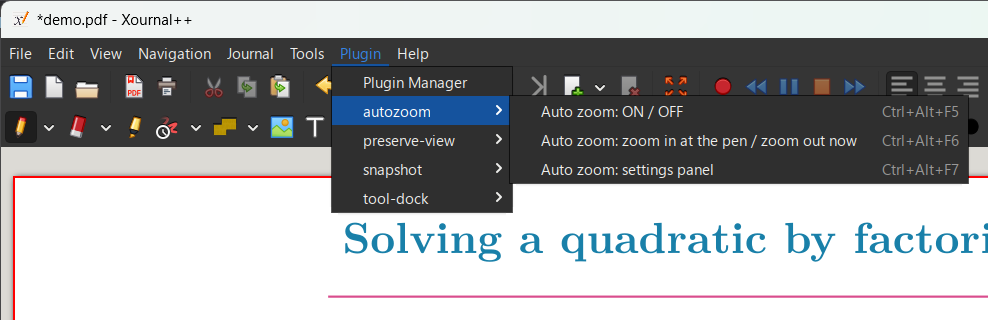 *demo.pdf - Xournal++
File Edit View Navigation Journal Tools Plugin Help
PDF
Plugin Manager
autozoom
Auto zoom: ON / OFF Ctrl+Alt+F5
preserve-view
Auto zoom: zoom in at the pen / zoom out now Ctrl+Alt+F6
snapshot
Auto zoom: settings panel Ctrl+Alt+F7
tool-dock
T
Solving a quadratic by factori